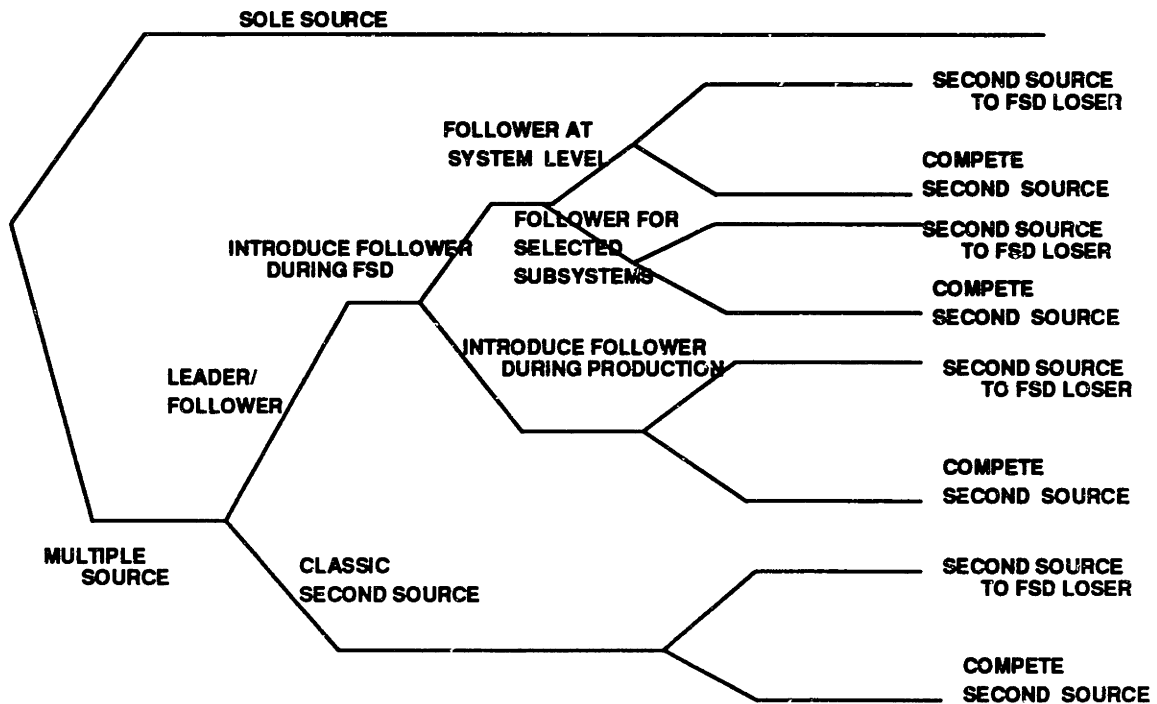 SOLE SOURCE
SECOND SOURCE
TO FSD LOSER
FOLLOWER AT
SYSTEM LEVEL
COMPETE
SECOND SOURCE
FOLLOWER FOR
SELECTED
SUBSYSTEMS
SECOND SOURCE
TO FSD LOSER
INTRODUCE FOLLOWER
DURING FSD
COMPETE
SECOND SOURCE
INTRODUCE FOLLOWER
DURING PRODUCTION
SECOND SOURCE
TO FSD LOSER
LEADER/
FOLLOWER
COMPETE
SECOND SOURCE
MULTIPLE
SOURCE
CLASSIC
SECOND SOURCE
SECOND SOURCE
TO FSD LOSER
COMPETE
SECOND SOURCE